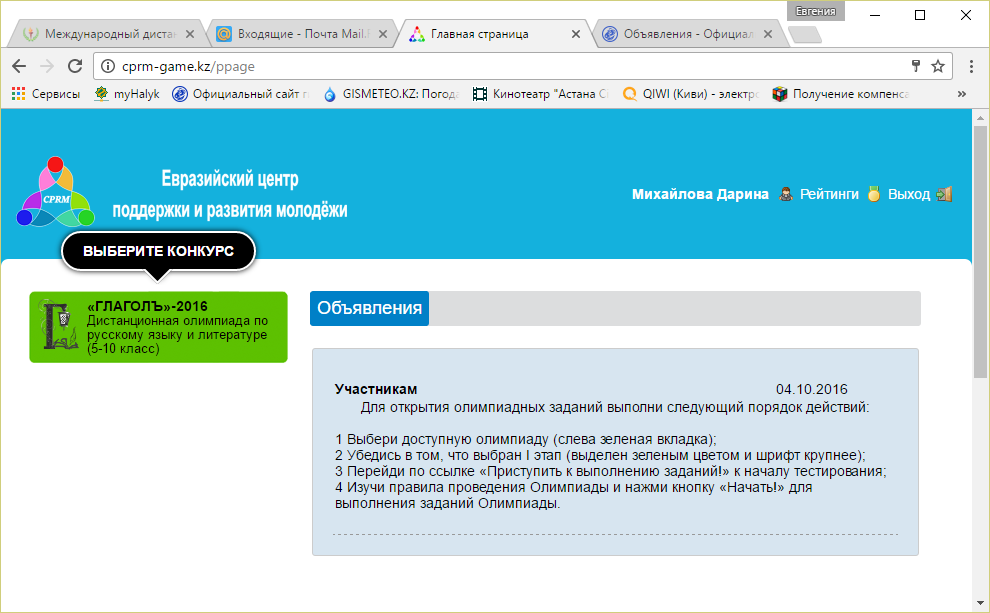 Евгения
Международный диста
Входящие - Почта Mail.
Главная страница
Объявления - Официал
cprm-game.kz/ppage
Сервисы
myHalyk
Официальный сайт г
GISMETEO.KZ: Погод
Кинотеатр "Астана С
QIWI (Киви) - электр
Получение компенса
»
CPRM
Евразийский центр
поддержки и развития молодёжи
Михайлова Дарина Рейтинги Выход
ВЫБЕРИТЕ КОНКУРС
«ГЛАГОЛЪ»-2016
Дистанционная олимпиада по
русскому языку и литературе
(5-10 класс)
Объявления
Участникам 04.10.2016
Для открытия олимпиадных заданий выполни следующий порядок действий:
1 Выбери доступную олимпиаду (слева зеленая вкладка);
2 Убедись в том, что выбран I этап (выделен зеленым цветом и шрифт крупнее);
3 Перейди по ссылке «Приступить к выполнению заданий!» к началу тестирования;
4 Изучи правила проведения Олимпиады и нажми кнопку «Начать!» для
выполнения заданий Олимпиады.